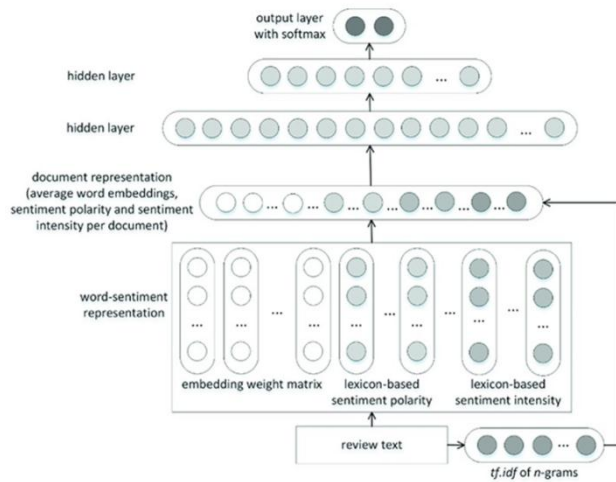 output layer
with softmax
hidden layer
...
hidden layer
...
document representation
(average word embeddings,
sentiment polarity and sentiment
intensity per document)
... ... ... ... ... ...
word-sentiment
representation
... ... ... ... ... ... ... ... ... ...
embedding weight matrix
lexicon-based
sentiment polarity
lexicon-based
sentiment intensity
review text
...
tf.idf of n-grams